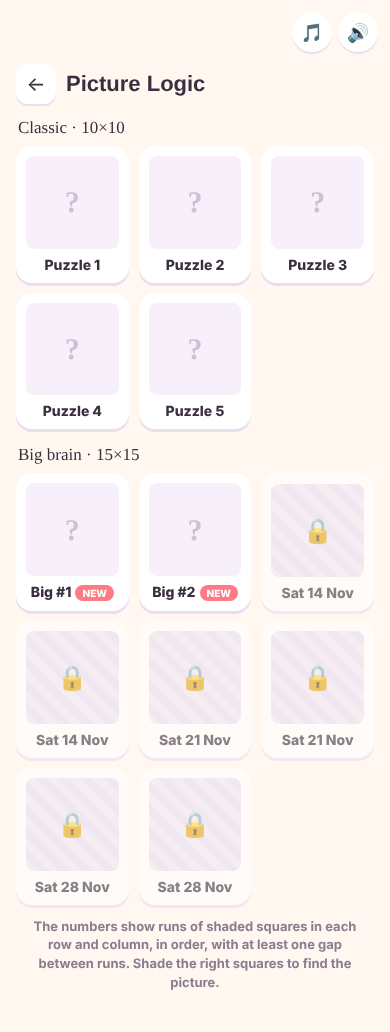 Picture Logic
Classic · 10×10
?
?
?
Puzzle 1
Puzzle 2
Puzzle 3
?
?
Puzzle 4
Puzzle 5
Big brain · 15×15
?
?
Big #1 NEW
Big #2 NEW
Sat 14 Nov
Sat 14 Nov
Sat 21 Nov
Sat 21 Nov
Sat 28 Nov
Sat 28 Nov
The numbers show runs of shaded squares in each
row and column, in order, with at least one gap
between runs. Shade the right squares to find the
picture.